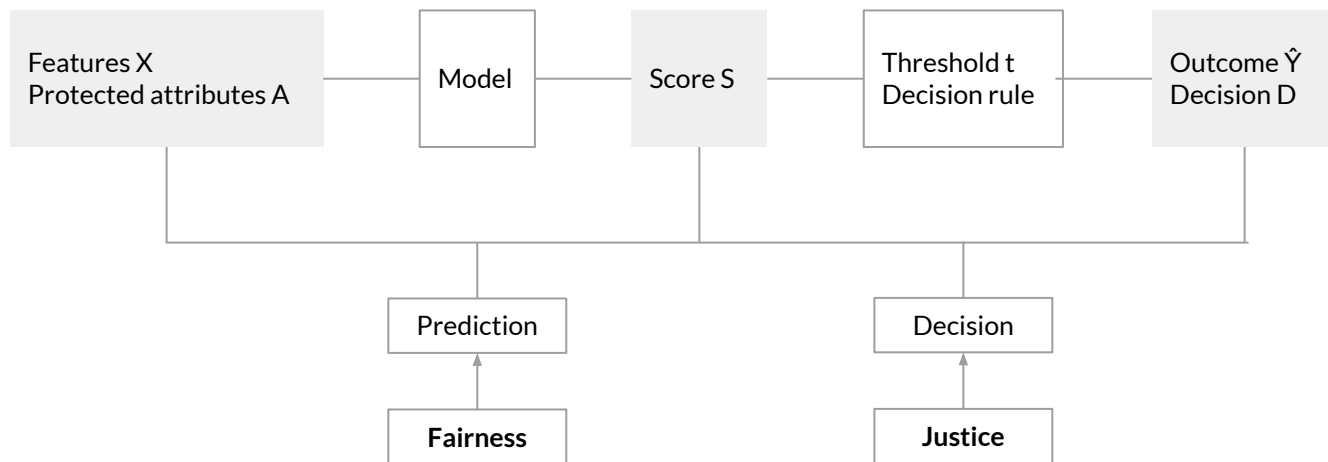 Features X
Protected attributes A
Model
Score S
Threshold t
Decision rule
Outcome Ŷ
Decision D
Prediction
Decision
Fairness
Justice